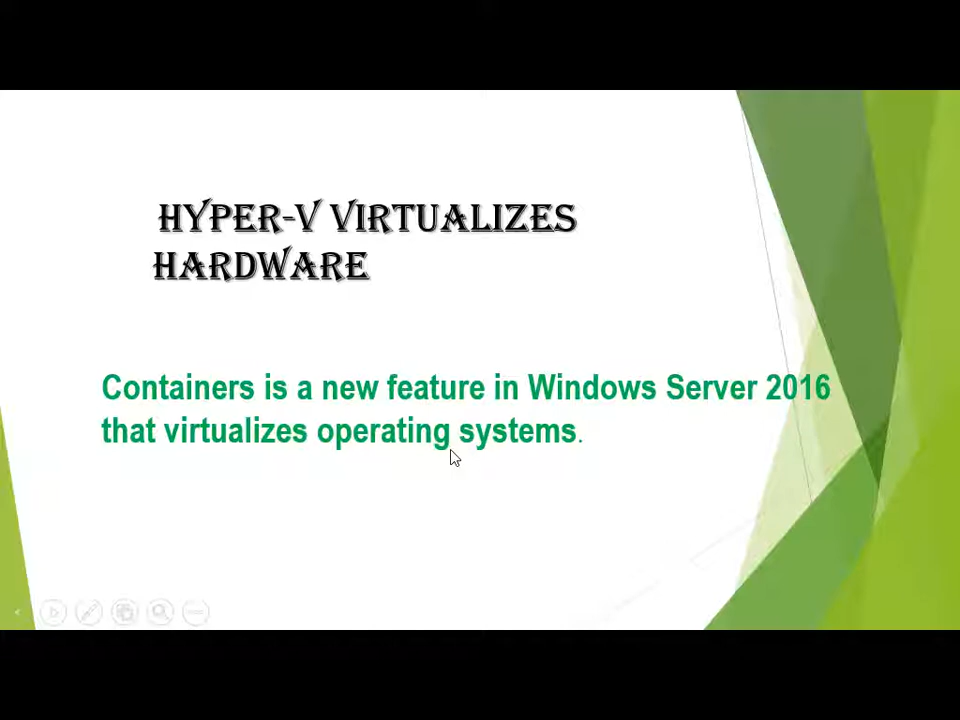 HYPER-V VIRTUALIZES
HARDWARE
Containers is a new feature in Windows Server 2016
that virtualizes operating systems.